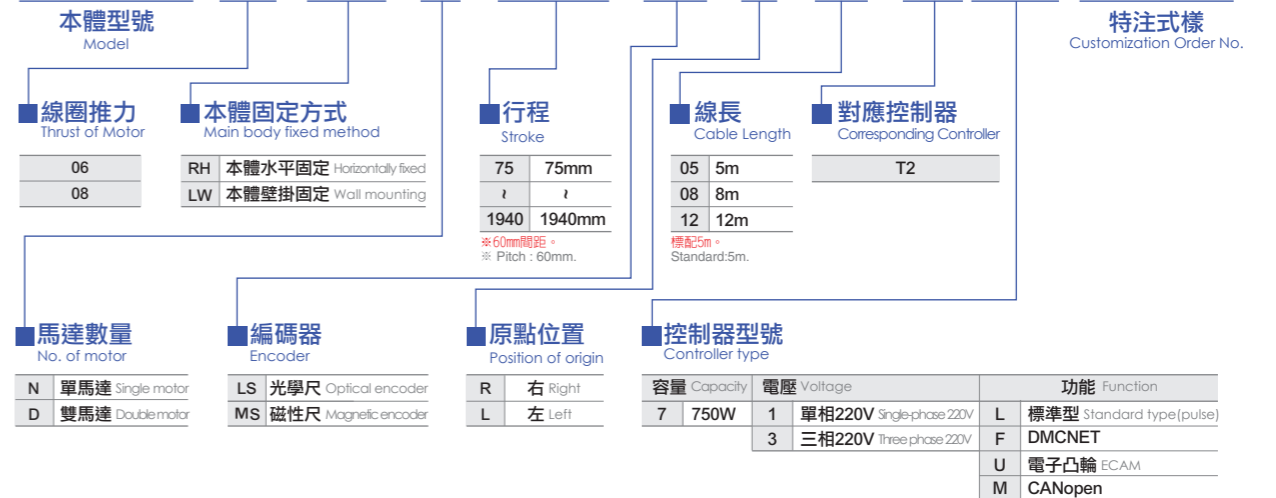 本體型號
Model
特注式樣
Customization Order No.
線圈推力
Thrust of Motor
06
08
本體固定方式
Main body fixed method
RH 本體水平固定 Horizontally fixed
LW 本體壁掛固定 Wall mounting
行程
Stroke
75 75mm
~ ~
1940 1940mm
※60mm間距。
※ Pitch : 60mm.
線長
Cable Length
05 5m
08 8m
12 12m
標配5m。
Standard:5m.
對應控制器
Corresponding Controller
T2
馬達數量
No. of motor
N 單馬達 Single motor
D 雙馬達 Double motor
編碼器
Encoder
LS 光學尺 Optical encoder
MS 磁性尺 Magnetic encoder
原點位置
Position of origin
R 右 Right
L 左 Left
控制器型號
Controller type
容量 Capacity 電壓 Voltage 功能 Function
7 750W 1 單相220V Single-phase 220V L 標準型 Standard type(pulse)
3 三相220V Three phase 220V F DMCNET
U 電子凸輪 ECAM
M CANopen